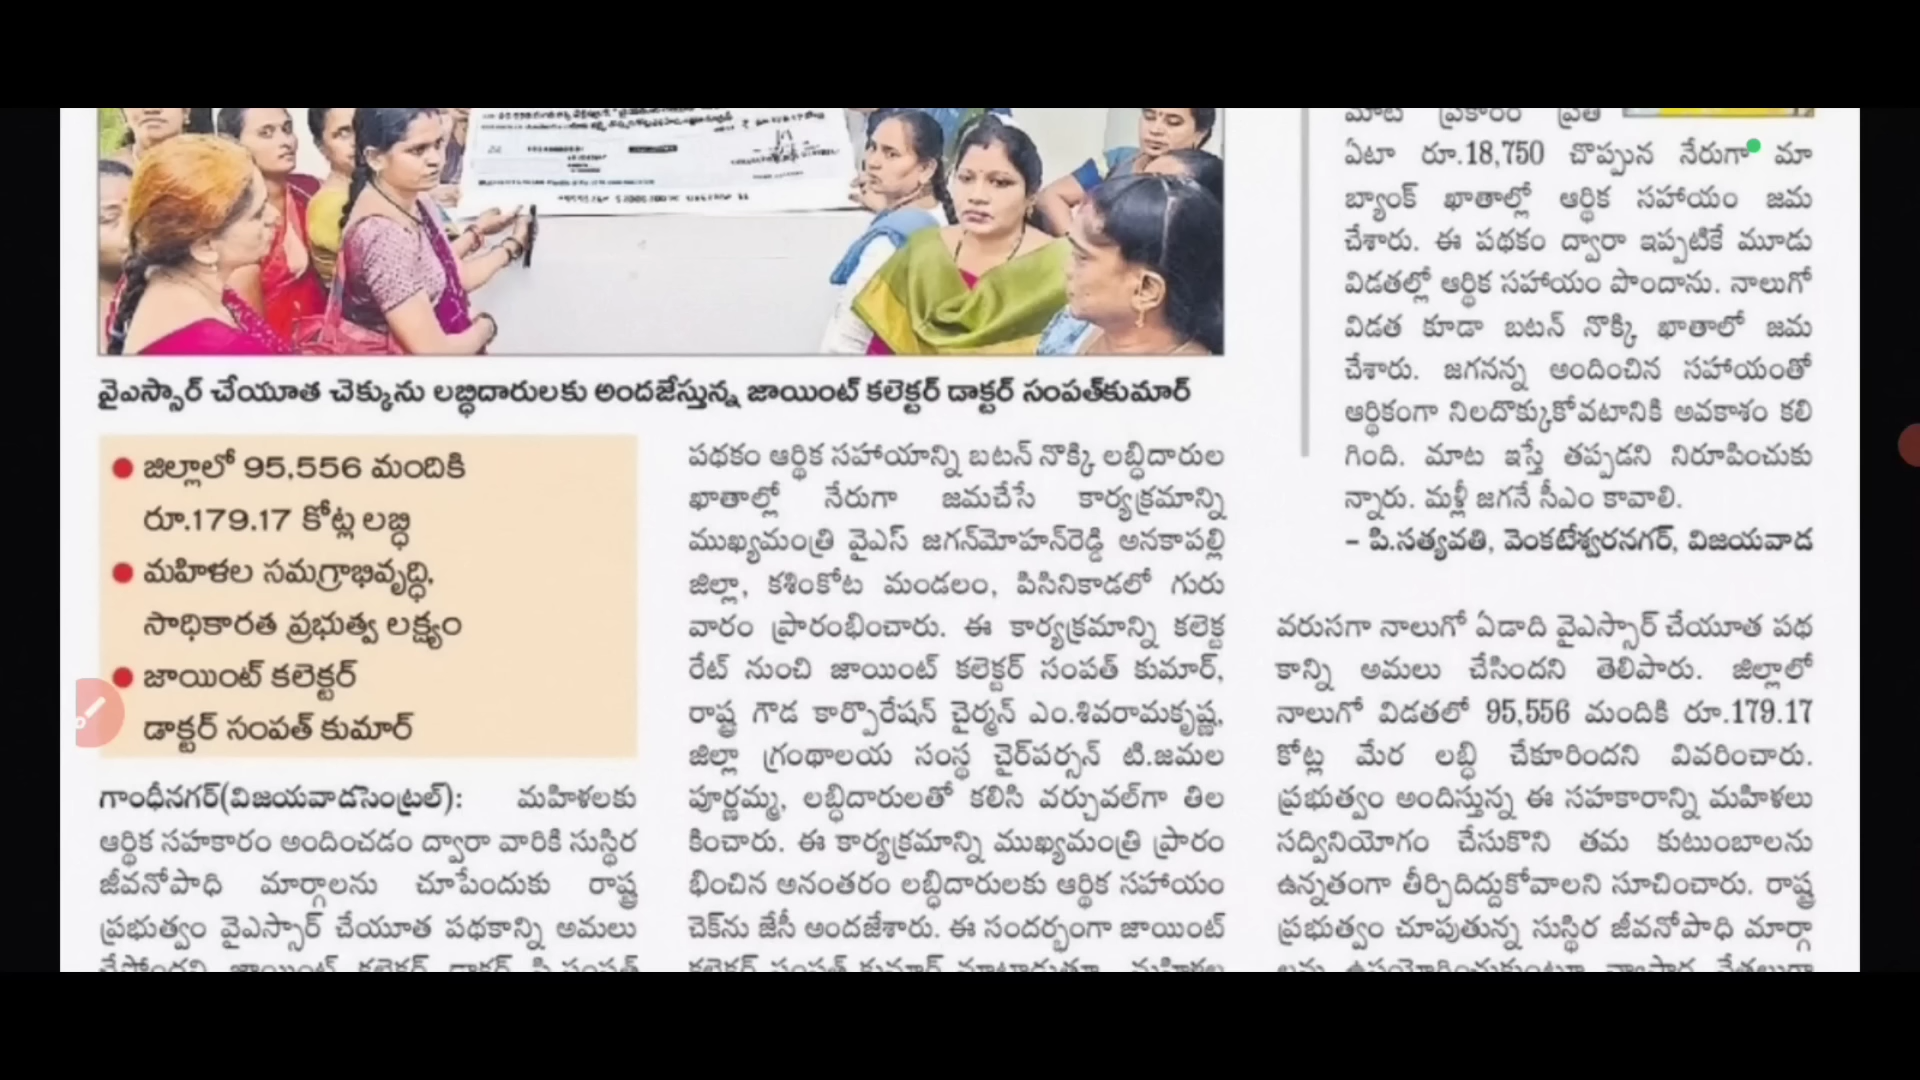 వైఎస్సార్ చేయూత చెక్కును లబ్ధిదారులకు అందజేస్తున్న జాయింట్ కలెక్టర్ డాక్టర్ సంపత్‌కుమార్
● జిల్లాలో 95,556 మందికి
రూ.179.17 కోట్ల లబ్ధి
● మహిళల సమగ్రాభివృద్ధి,
సాధికారత ప్రభుత్వ లక్ష్యం
● జాయింట్ కలెక్టర్
డాక్టర్ సంపత్ కుమార్
గాంధీనగర్(విజయవాడసెంట్రల్): మహిళలకు
ఆర్థిక సహకారం అందించడం ద్వారా వారికి సుస్థిర
జీవనోపాధి మార్గాలను చూపేందుకు రాష్ట్ర
ప్రభుత్వం వైఎస్సార్ చేయూత పథకాన్ని అమలు
పథకం ఆర్థిక సహాయాన్ని బటన్ నొక్కి లబ్ధిదారుల
ఖాతాల్లో నేరుగా జమచేసే కార్యక్రమాన్ని
ముఖ్యమంత్రి వైఎస్ జగన్‌మోహన్‌రెడ్డి అనకాపల్లి
జిల్లా, కశింకోట మండలం, పిసినికాడలో గురు
వారం ప్రారంభించారు. ఈ కార్యక్రమాన్ని కలెక్ట
రేట్ నుంచి జాయింట్ కలెక్టర్ సంపత్ కుమార్,
రాష్ట్ర గౌడ కార్పొరేషన్ చైర్మన్ ఎం.శివరామకృష్ణ,
జిల్లా గ్రంథాలయ సంస్థ చైర్‌పర్సన్ టి.జమల
పూర్ణమ్మ, లబ్ధిదారులతో కలిసి వర్చువల్‌గా తిల
కించారు. ఈ కార్యక్రమాన్ని ముఖ్యమంత్రి ప్రారం
భించిన అనంతరం లబ్ధిదారులకు ఆర్థిక సహాయం
చెక్‌ను జేసీ అందజేశారు. ఈ సందర్భంగా జాయింట్
మాట ప్రకారం ప్రతి
ఏటా రూ.18,750 చొప్పున నేరుగా మా
బ్యాంక్ ఖాతాల్లో ఆర్థిక సహాయం జమ
చేశారు. ఈ పథకం ద్వారా ఇప్పటికే మూడు
విడతల్లో ఆర్థిక సహాయం పొందాను. నాలుగో
విడత కూడా బటన్ నొక్కి ఖాతాలో జమ
చేశారు. జగనన్న అందించిన సహాయంతో
ఆర్థికంగా నిలదొక్కుకోవటానికి అవకాశం కలి
గింది. మాట ఇస్తే తప్పడని నిరూపించుకు
న్నారు. మళ్లీ జగనే సీఎం కావాలి.
– పి.సత్యవతి, వెంకటేశ్వరనగర్, విజయవాడ
వరుసగా నాలుగో ఏడాది వైఎస్సార్ చేయూత పథ
కాన్ని అమలు చేసిందని తెలిపారు. జిల్లాలో
నాలుగో విడతలో 95,556 మందికి రూ.179.17
కోట్ల మేర లబ్ధి చేకూరిందని వివరించారు.
ప్రభుత్వం అందిస్తున్న ఈ సహకారాన్ని మహిళలు
సద్వినియోగం చేసుకొని తమ కుటుంబాలను
ఉన్నతంగా తీర్చిదిద్దుకోవాలని సూచించారు. రాష్ట్ర
ప్రభుత్వం చూపుతున్న సుస్థిర జీవనోపాధి మార్గా